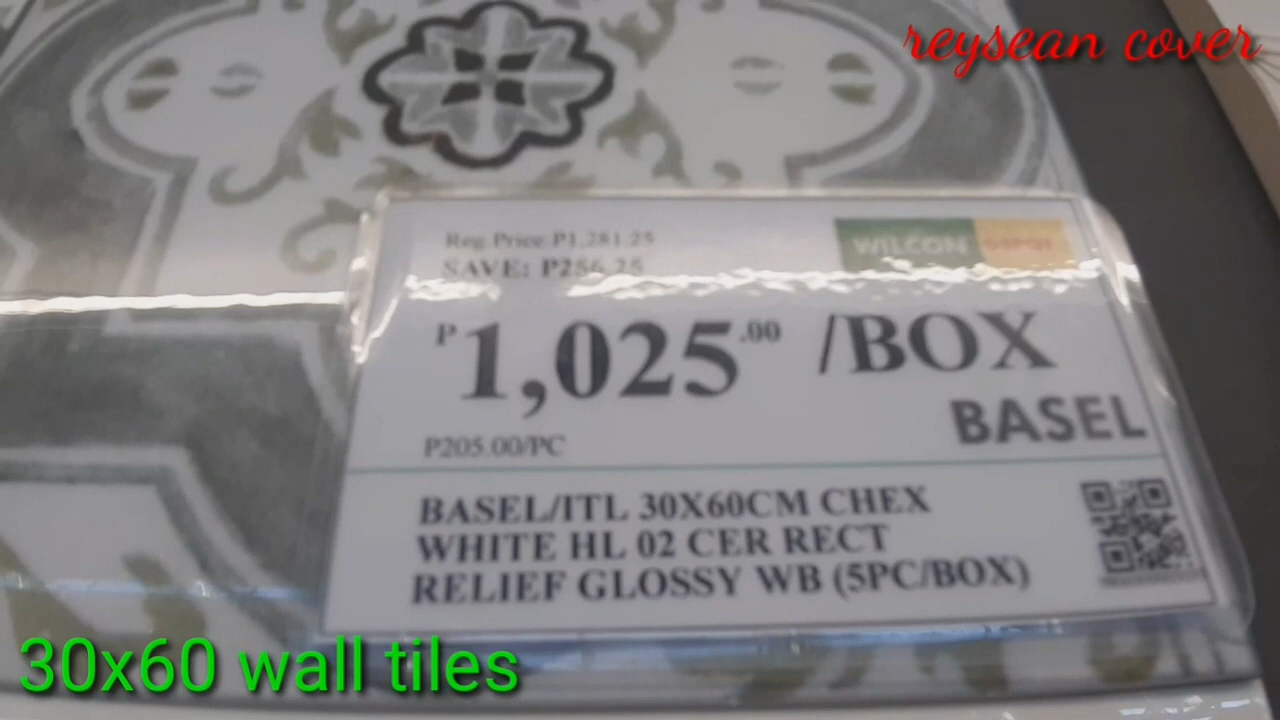 reysean cover
Reg.Price:P1,281.25
SAVE: P256.25
WILCON DEPOT
P1,025.00 /BOX
BASEL
P205.00/PC
BASEL/ITL 30X60CM CHEX
WHITE HL 02 CER RECT
RELIEF GLOSSY WB (5PC/BOX)
30x60 wall tiles